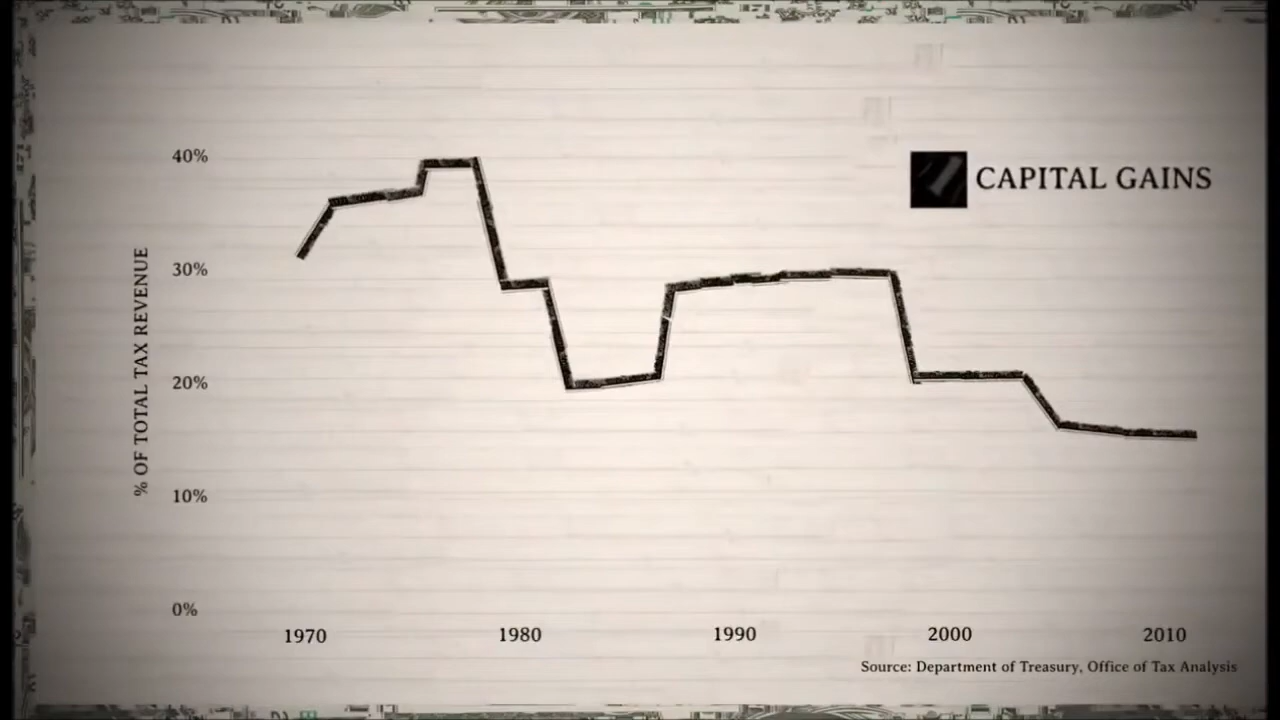 CAPITAL GAINS
% OF TOTAL TAX REVENUE
40%
30%
20%
10%
0%
1970 1980 1990 2000 2010
Source: Department of Treasury, Office of Tax Analysis